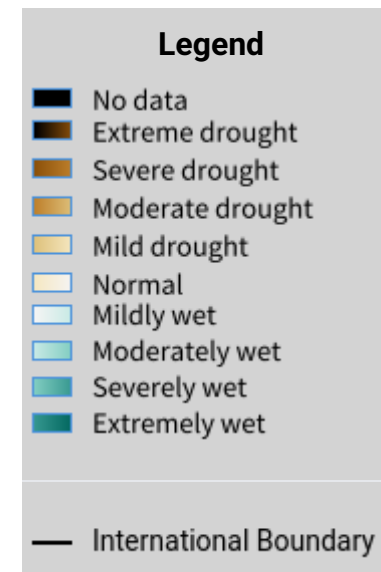 Legend
No data
Extreme drought
Severe drought
Moderate drought
Mild drought
Normal
Mildly wet
Moderately wet
Severely wet
Extremely wet
International Boundary